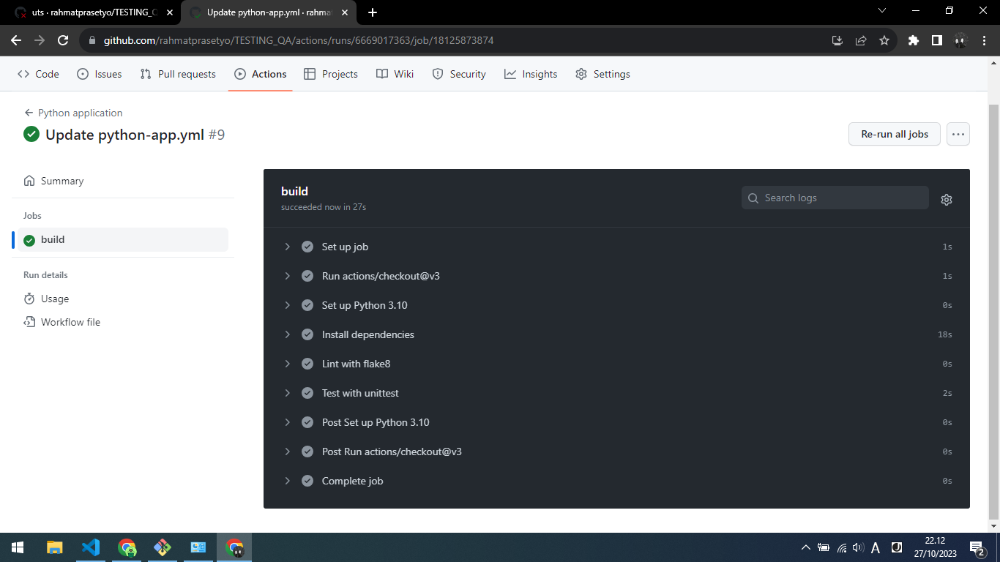 uts · rahmatprasetyo/TESTING_Q
Update python-app.yml · rahmat
github.com/rahmatprasetyo/TESTING_QA/actions/runs/6669017363/job/18125873874
Code Issues Pull requests Actions Projects Wiki Security Insights Settings
Python application
Update python-app.yml #9
Re-run all jobs
Summary
Jobs
build
Run details
Usage
Workflow file
build
succeeded now in 27s
Search logs
Set up job 1s
Run actions/checkout@v3 1s
Set up Python 3.10 0s
Install dependencies 18s
Lint with flake8 0s
Test with unittest 2s
Post Set up Python 3.10 0s
Post Run actions/checkout@v3 0s
Complete job 0s
A
22.12
27/10/2023
2